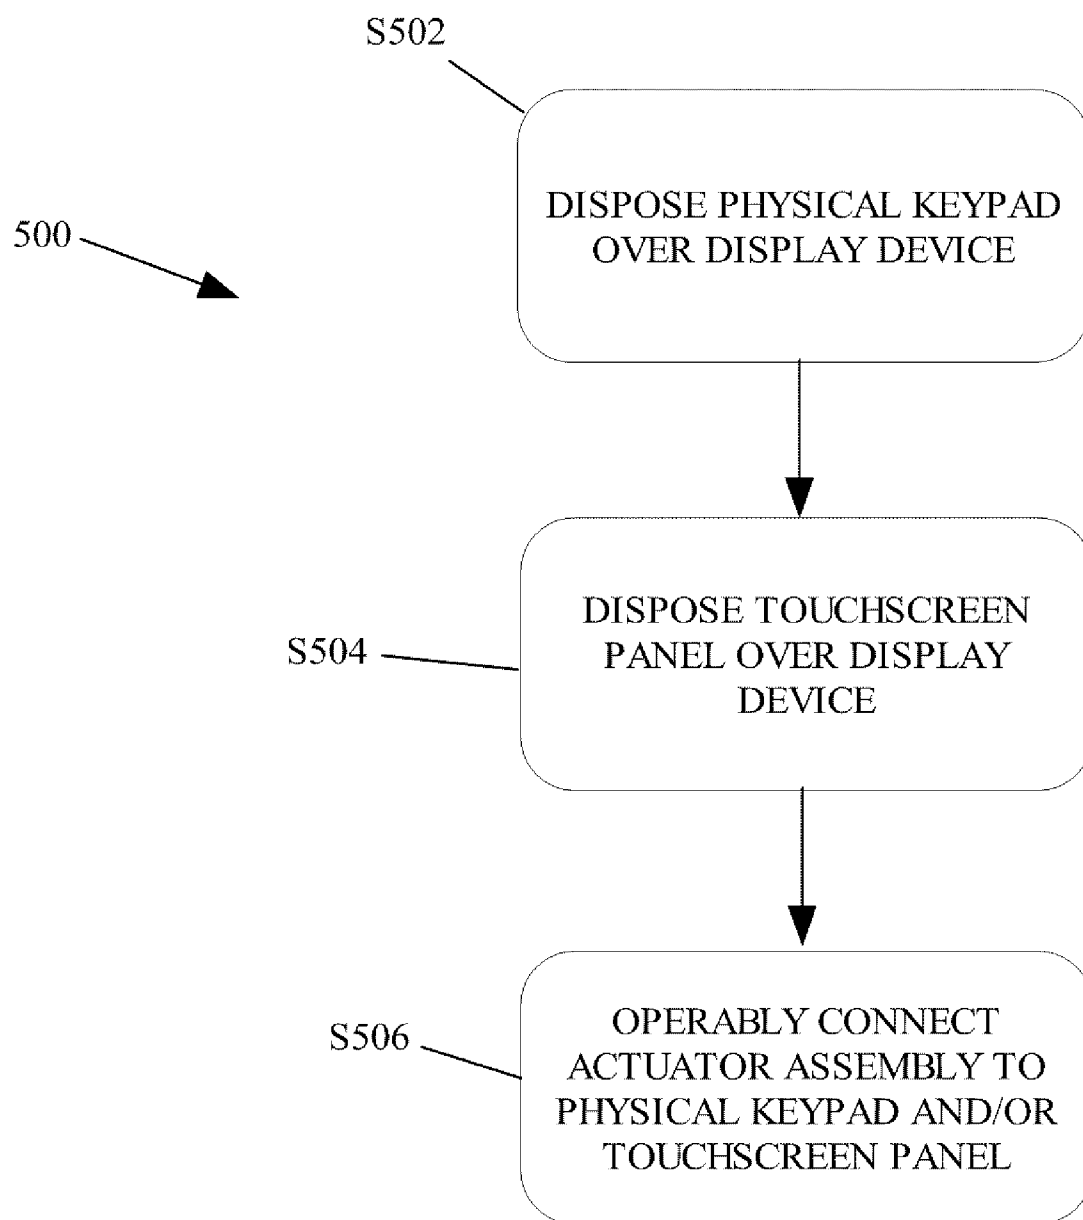 S502
DISPOSE PHYSICAL KEYPAD
OVER DISPLAY DEVICE
500
DISPOSE TOUCHSCREEN
PANEL OVER DISPLAY
DEVICE
S504
OPERABLY CONNECT
ACTUATOR ASSEMBLY TO
PHYSICAL KEYPAD AND/OR
TOUCHSCREEN PANEL
S506